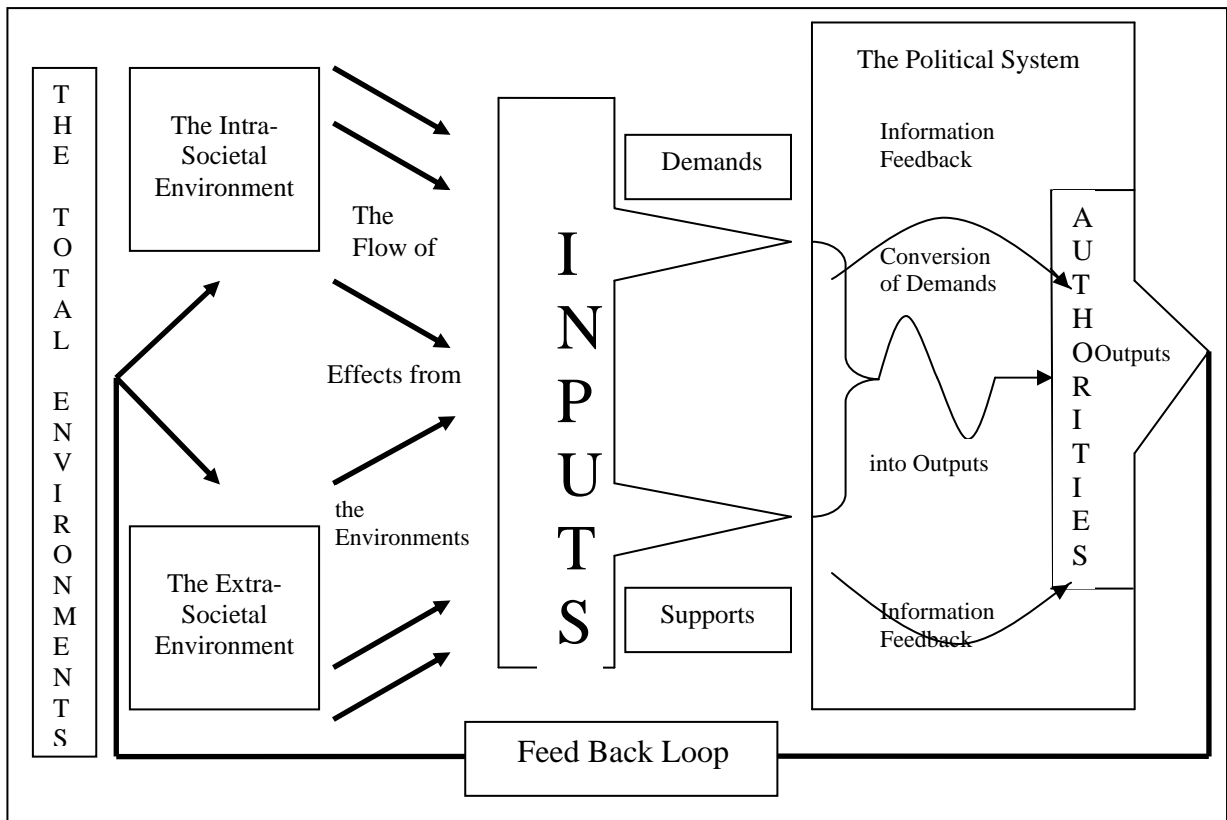 THE TOTAL ENVIRONMENTS
The Intra-
Societal
Environment
The Extra-
Societal
Environment
The
Flow of
Effects from
the
Environments
INPUTS
Demands
Supports
The Political System
Information
Feedback
Conversion
of Demands
into Outputs
Information
Feedback
AUTHORITIES
Outputs
Feed Back Loop